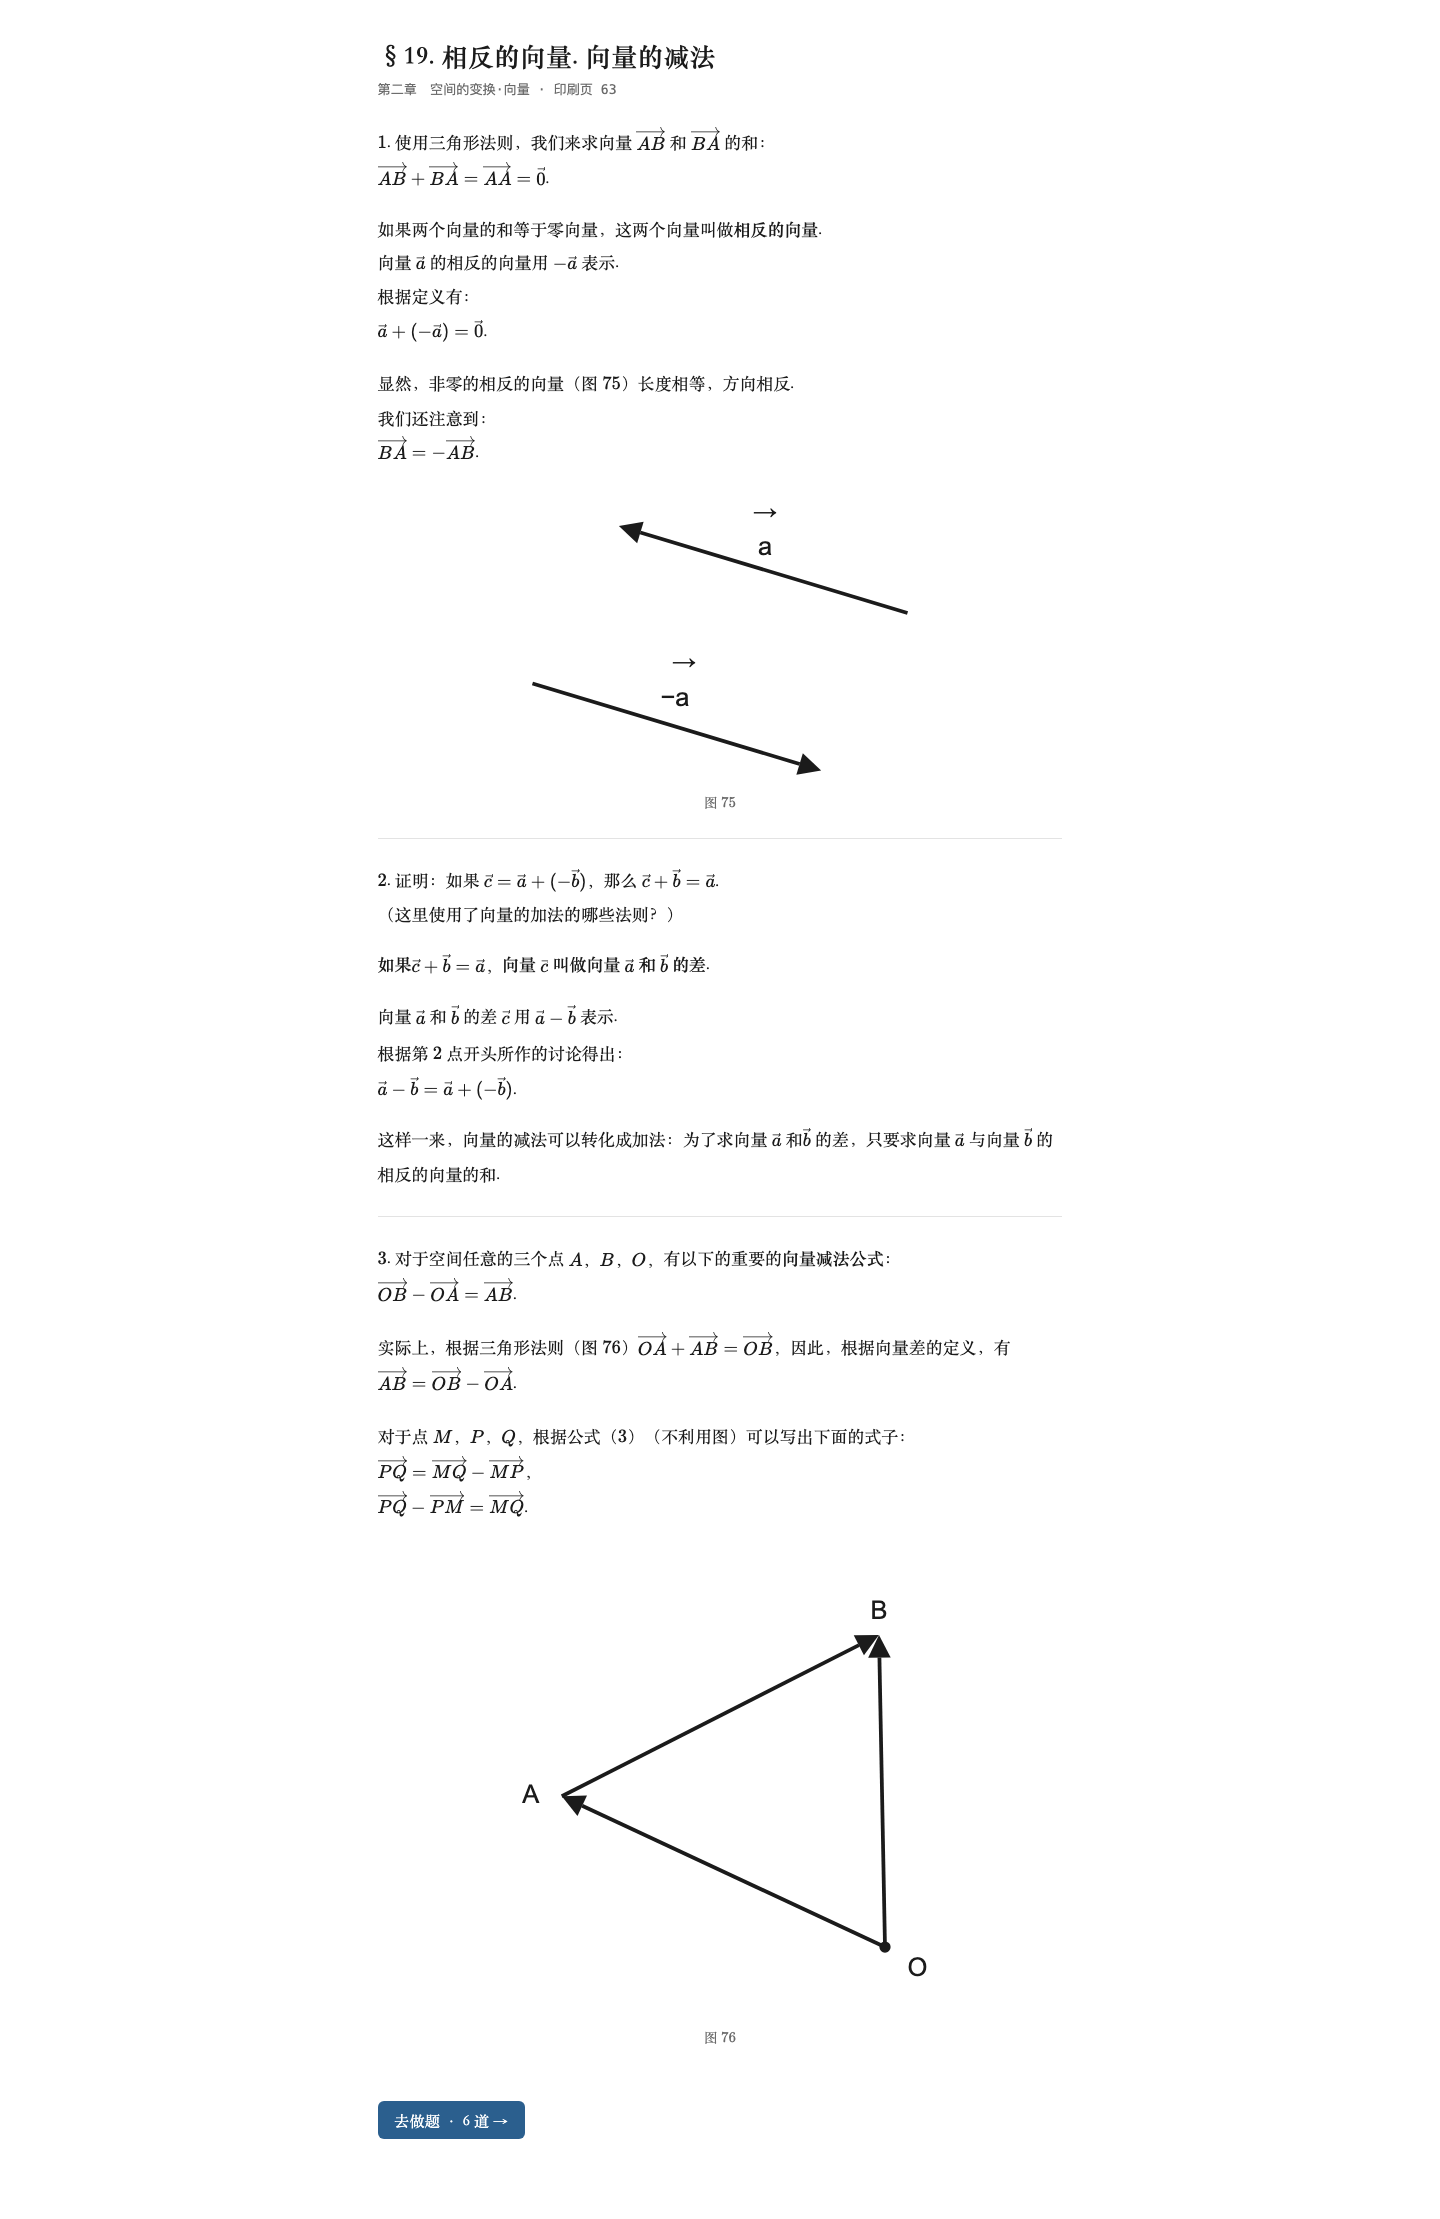 § 19. 相反的向量. 向量的减法
第二章　空间的变换·向量 · 印刷页 63
1. 使用三角形法则，我们来求向量 $\overrightarrow{AB}$ 和 $\overrightarrow{BA}$ 的和：
$\overrightarrow{AB} + \overrightarrow{BA} = \overrightarrow{AA} = \vec{0}$.
如果两个向量的和等于零向量，这两个向量叫做相反的向量.
向量 $\vec{a}$ 的相反的向量用 $-\vec{a}$ 表示.
根据定义有：
$\vec{a} + (-\vec{a}) = \vec{0}$.
显然，非零的相反的向量（图 75）长度相等，方向相反.
我们还注意到：
$\overrightarrow{BA} = -\overrightarrow{AB}$.
→
a
→
−a
图 75
2. 证明：如果 $\vec{c} = \vec{a} + (-\vec{b})$，那么 $\vec{c} + \vec{b} = \vec{a}$.
（这里使用了向量的加法的哪些法则？）
如果$\vec{c} + \vec{b} = \vec{a}$，向量 $\vec{c}$ 叫做向量 $\vec{a}$ 和 $\vec{b}$ 的差.
向量 $\vec{a}$ 和 $\vec{b}$ 的差 $\vec{c}$ 用 $\vec{a} - \vec{b}$ 表示.
根据第 2 点开头所作的讨论得出：
$\vec{a} - \vec{b} = \vec{a} + (-\vec{b})$.
这样一来，向量的减法可以转化成加法：为了求向量 $\vec{a}$ 和$\vec{b}$ 的差，只要求向量 $\vec{a}$ 与向量 $\vec{b}$ 的
相反的向量的和.
3. 对于空间任意的三个点 A，B，O，有以下的重要的向量减法公式：
$\overrightarrow{OB} - \overrightarrow{OA} = \overrightarrow{AB}$.
实际上，根据三角形法则（图 76）$\overrightarrow{OA} + \overrightarrow{AB} = \overrightarrow{OB}$，因此，根据向量差的定义，有
$\overrightarrow{AB} = \overrightarrow{OB} - \overrightarrow{OA}$.
对于点 M，P，Q，根据公式（3）（不利用图）可以写出下面的式子：
$\overrightarrow{PQ} = \overrightarrow{MQ} - \overrightarrow{MP}$，
$\overrightarrow{PQ} - \overrightarrow{PM} = \overrightarrow{MQ}$.
B
A
O
图 76
去做题 · 6 道 →